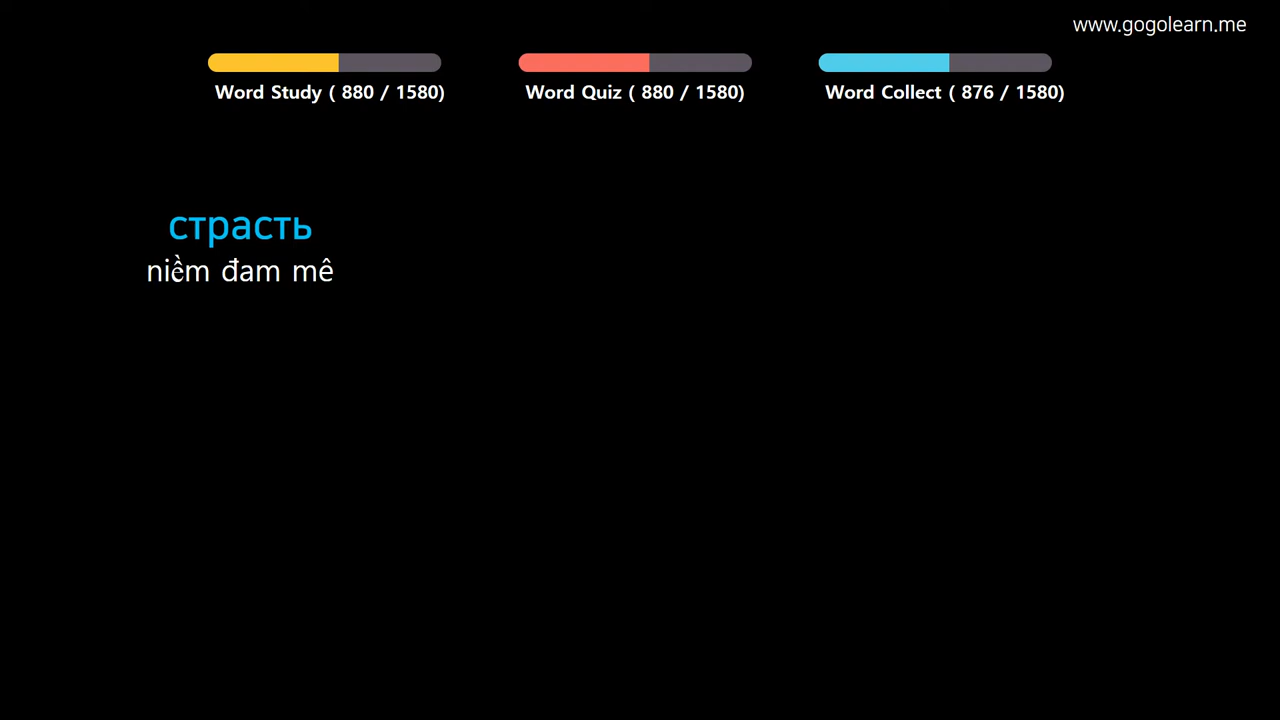 www.gogolearn.me
Word Study ( 880 / 1580)
Word Quiz ( 880 / 1580)
Word Collect ( 876 / 1580)
страсть
niềm đam mê